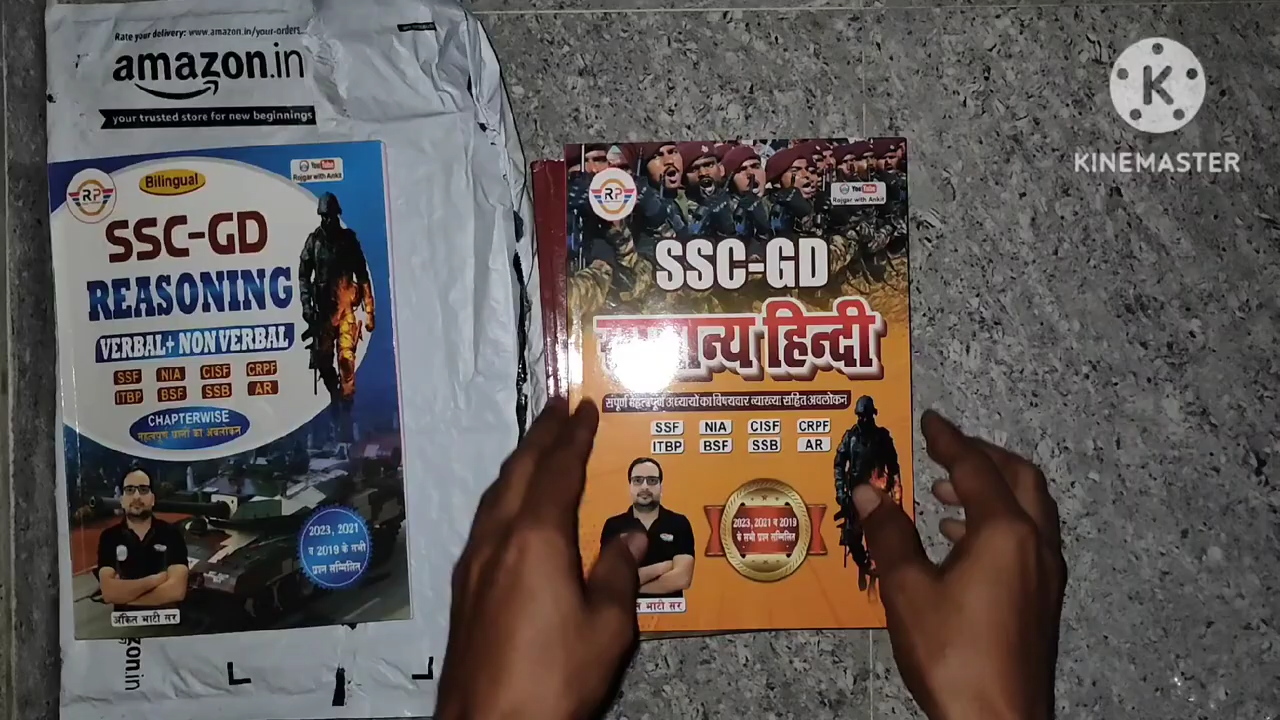 Rate your delivery: www.amazon.in/your-orders
amazon.in
your trusted store for new beginnings
RP
Bilingual
YouTube
Rojgar with Ankit
SSC-GD
REASONING
VERBAL+ NON VERBAL
SSF NIA CISF CRPF
ITBP BSF SSB AR
CHAPTERWISE
महत्वपूर्ण प्रश्नों का अवलोकन
2023, 2021
व 2019 के सभी
प्रश्न सम्मिलित
अंकित भाटी सर
RP
YouTube
Rojgar with Ankit
SSC-GD
हिन्दी
संपूर्ण महत्वपूर्ण अध्यायों का विषयवार व्याख्या सहित अवलोकन
SSF NIA CISF CRPF
ITBP BSF SSB AR
2023, 2021 व 2019
के सभी प्रश्न सम्मिलित
भाटी सर
K
KINEMASTER